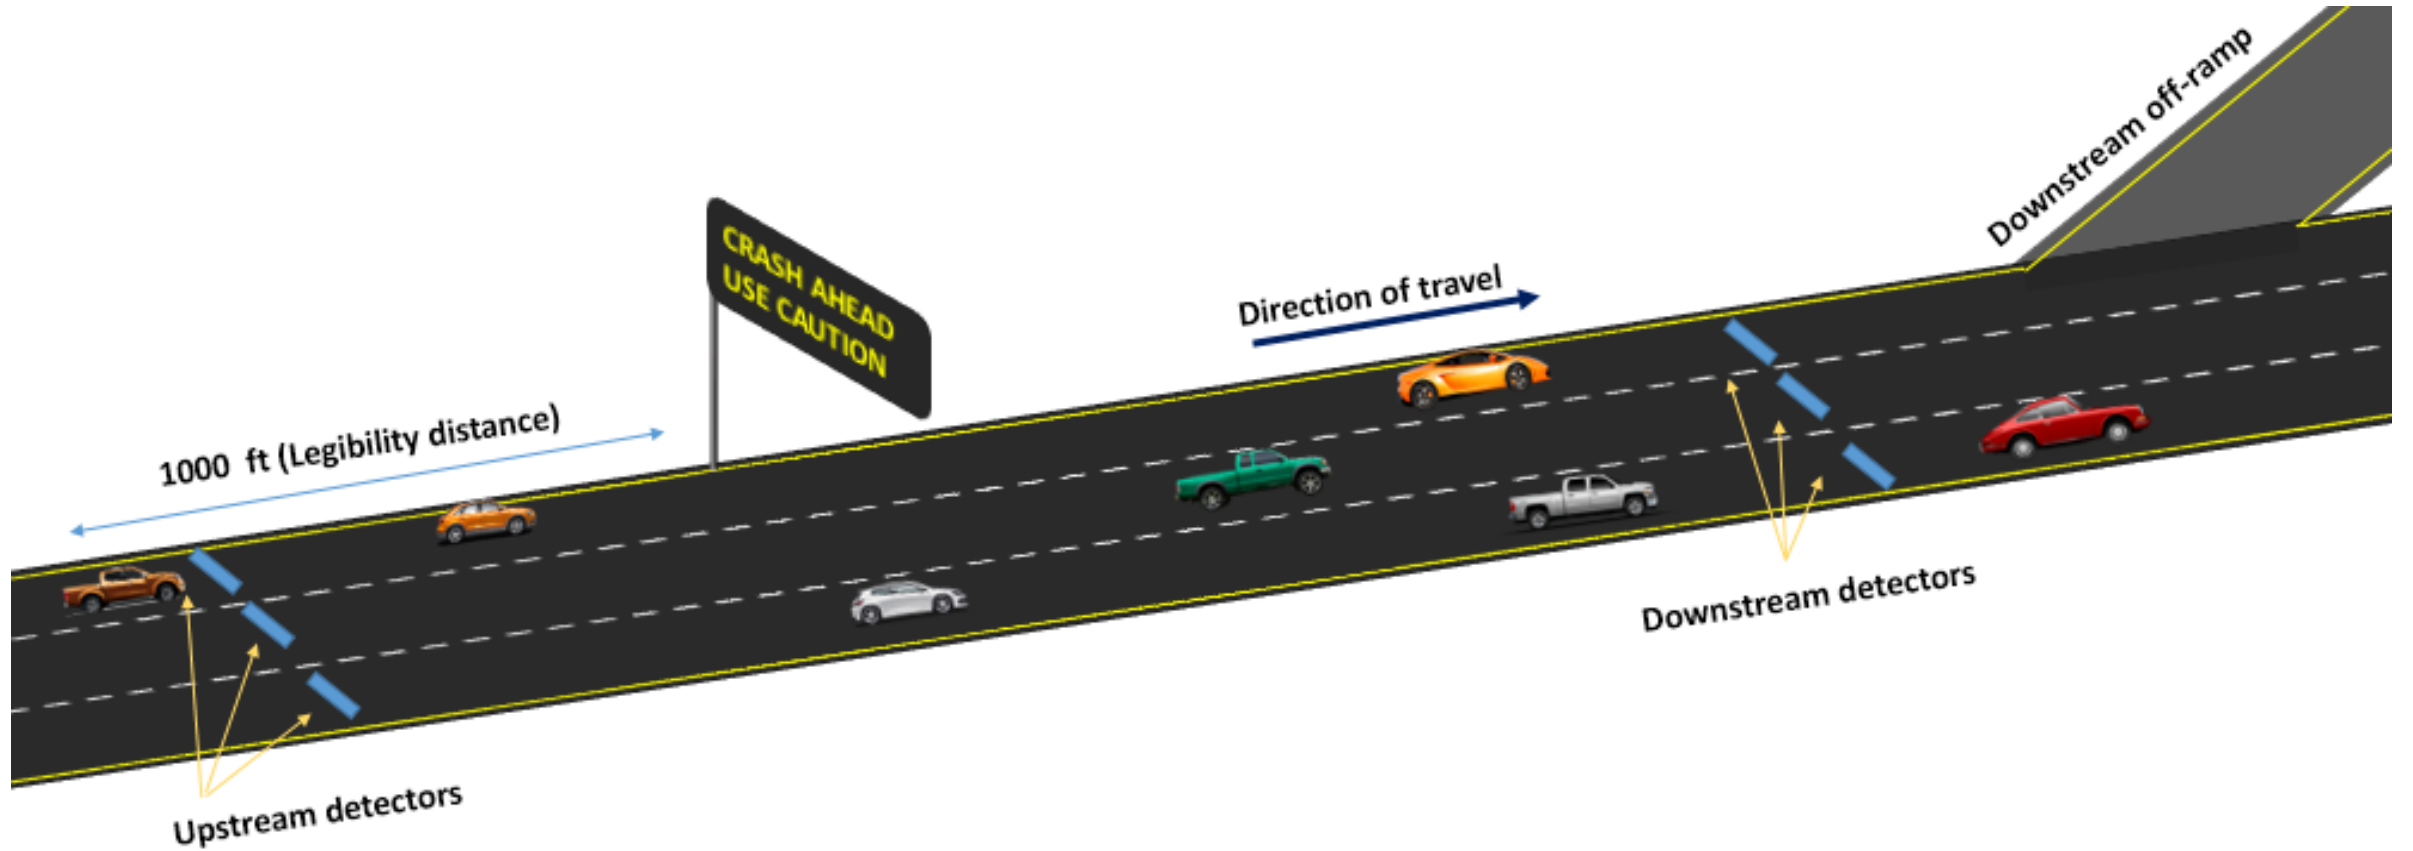 1000 ft (Legibility distance)
CRASH AHEAD
USE CAUTION
Direction of travel
Downstream off-ramp
Upstream detectors
Downstream detectors